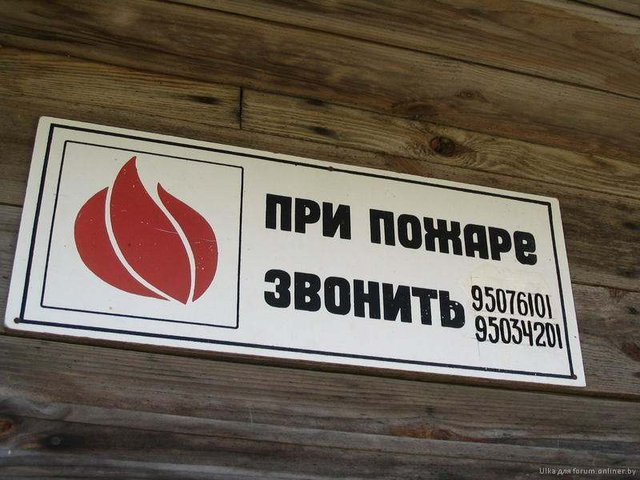 ПРИ ПОЖАРЕ
ЗВОНИТЬ
95076101
95034201
Ulka для forum.onliner.by